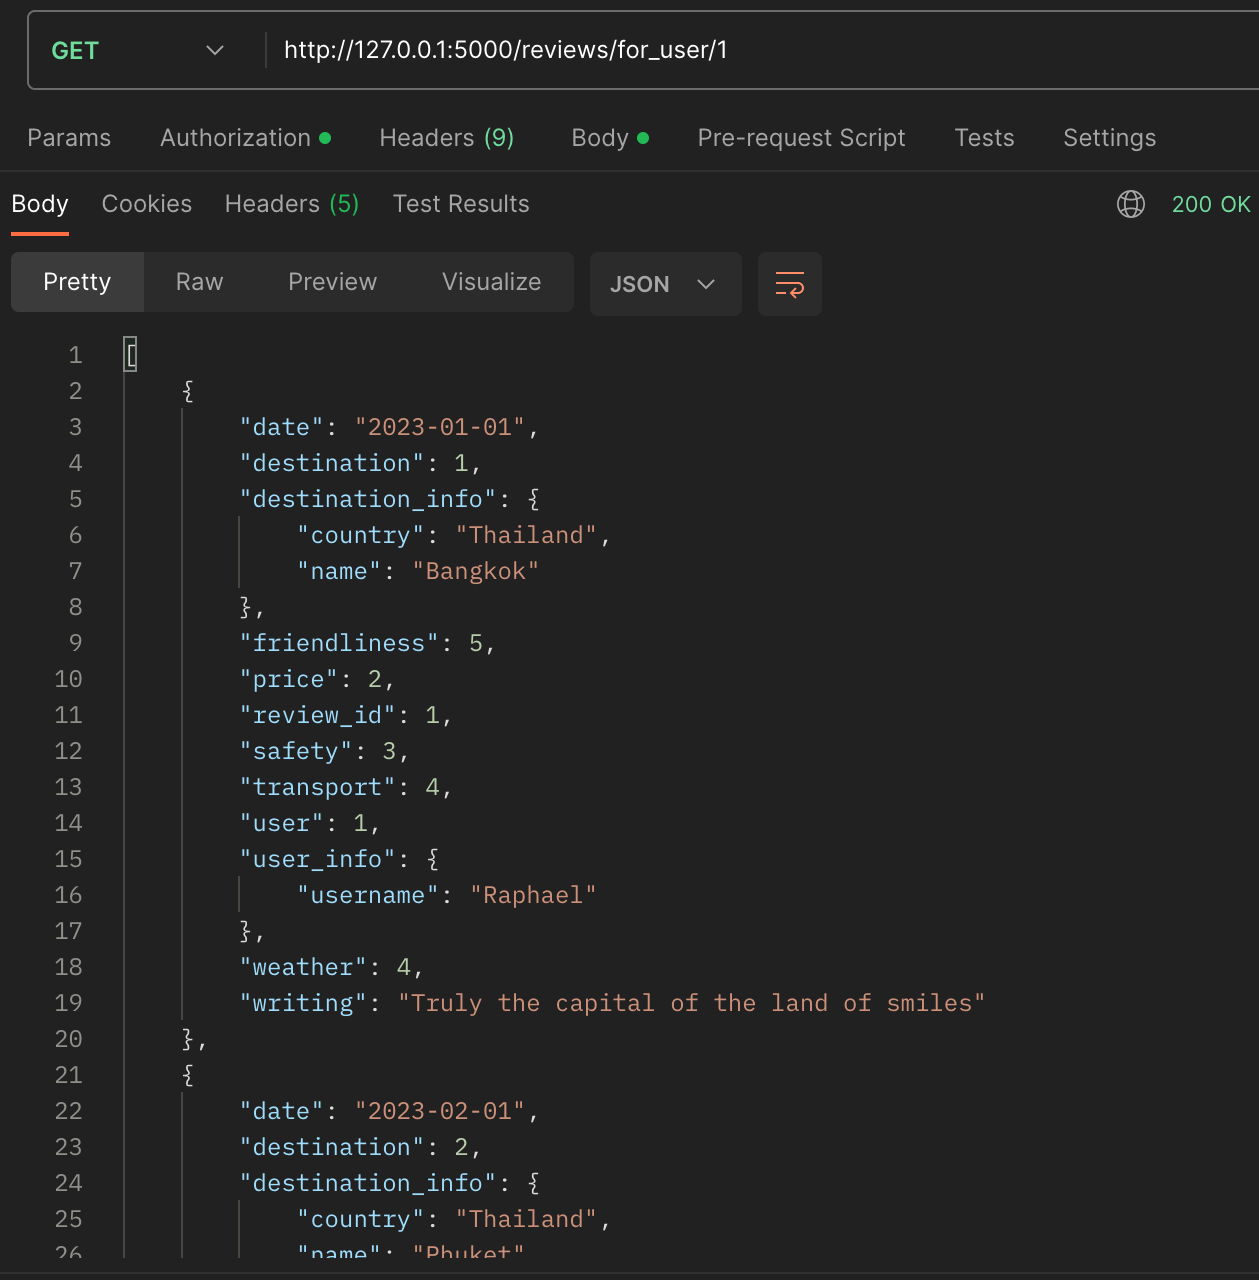 GET http://127.0.0.1:5000/reviews/for_user/1
Params Authorization Headers (9) Body Pre-request Script Tests Settings
Body Cookies Headers (5) Test Results 200 OK
Pretty Raw Preview Visualize JSON
1 [
2 {
3 "date": "2023-01-01",
4 "destination": 1,
5 "destination_info": {
6 "country": "Thailand",
7 "name": "Bangkok"
8 },
9 "friendliness": 5,
10 "price": 2,
11 "review_id": 1,
12 "safety": 3,
13 "transport": 4,
14 "user": 1,
15 "user_info": {
16 "username": "Raphael"
17 },
18 "weather": 4,
19 "writing": "Truly the capital of the land of smiles"
20 },
21 {
22 "date": "2023-02-01",
23 "destination": 2,
24 "destination_info": {
25 "country": "Thailand",
26 "name": "Phuket"